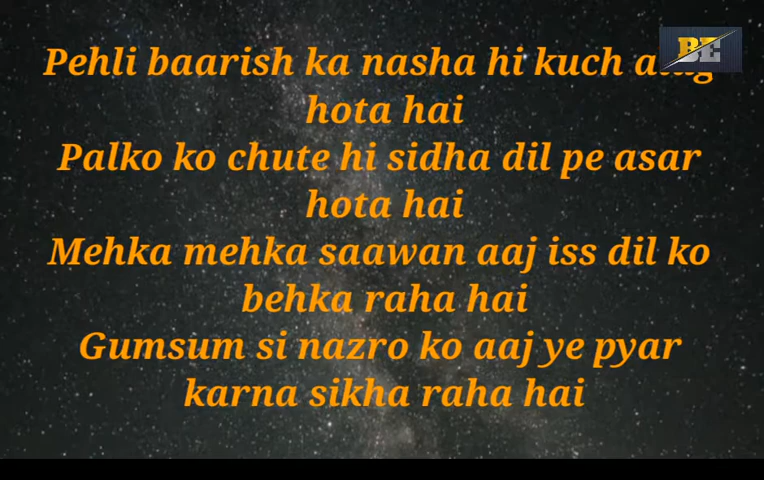 Pehli baarish ka nasha hi kuch
hota hai
Palko ko chute hi sidha dil pe asar
hota hai
Mehka mehka saawan aaj iss dil ko
behka raha hai
Gumsum si nazro ko aaj ye pyar
karna sikha raha hai
BE